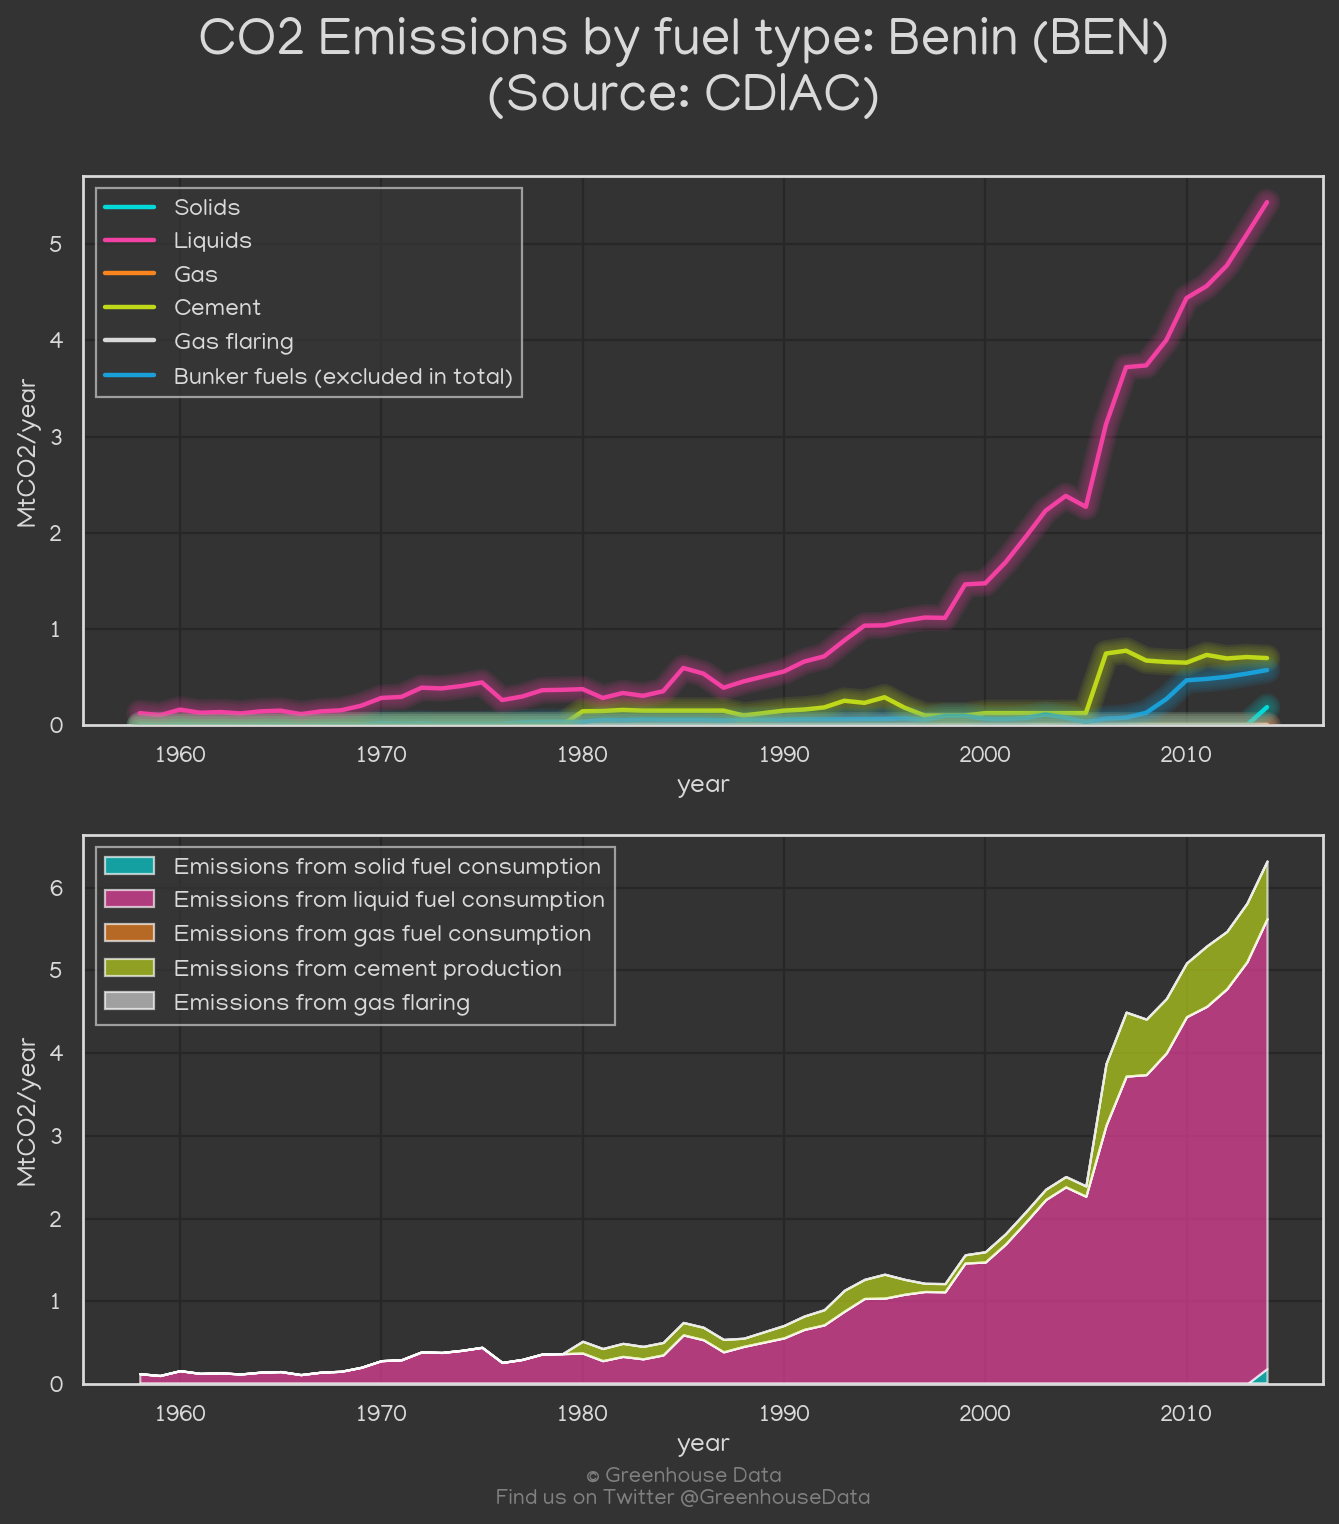 CO2 Emissions by fuel type: Benin (BEN)
(Source: CDIAC)
Solids
Liquids
Gas
Cement
Gas flaring
Bunker fuels (excluded in total)
MtCO2/year
5
4
3
2
1
0
1960 1970 1980 1990 2000 2010
year
Emissions from solid fuel consumption
Emissions from liquid fuel consumption
Emissions from gas fuel consumption
Emissions from cement production
Emissions from gas flaring
MtCO2/year
6
5
4
3
2
1
0
1960 1970 1980 1990 2000 2010
year
© Greenhouse Data
Find us on Twitter @GreenhouseData